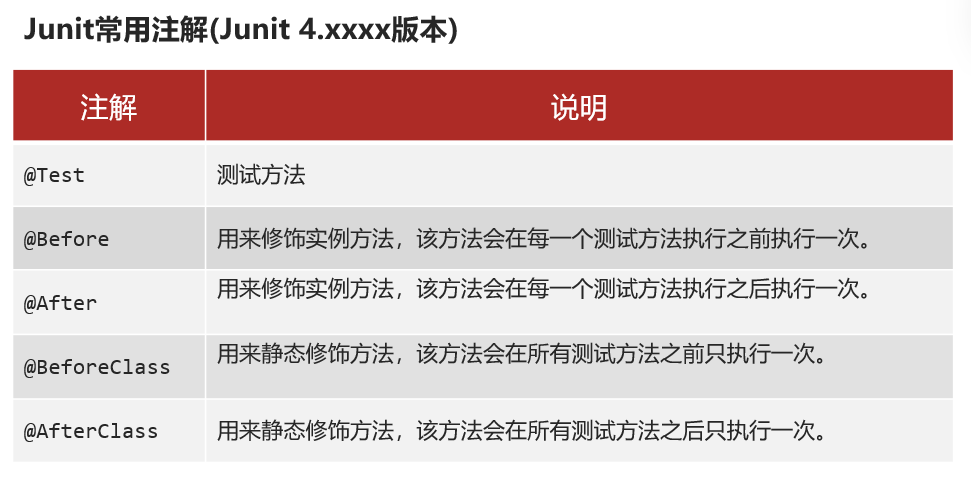 Junit常用注解(Junit 4.xxxx版本)
注解 说明
@Test 测试方法
@Before 用来修饰实例方法，该方法会在每一个测试方法执行之前执行一次。
@After 用来修饰实例方法，该方法会在每一个测试方法执行之后执行一次。
@BeforeClass 用来静态修饰方法，该方法会在所有测试方法之前只执行一次。
@AfterClass 用来静态修饰方法，该方法会在所有测试方法之后只执行一次。